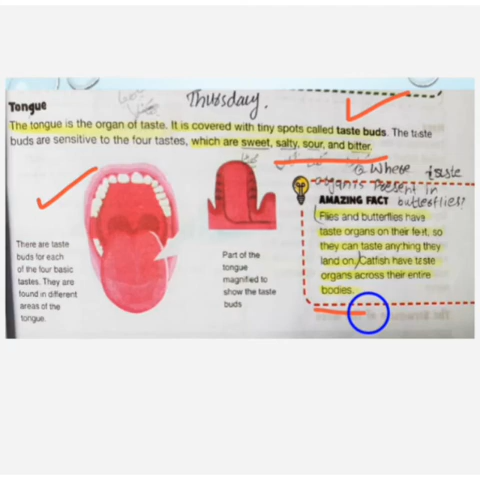 Thursday.
Tongue
The tongue is the organ of taste. It is covered with tiny spots called taste buds. The taste
buds are sensitive to the four tastes, which are sweet, salty, sour, and bitter.
Q. Where taste
organs Present in
butterflies?
AMAZING FACT
Flies and butterflies have
taste organs on their feet, so
they can taste anything they
land on. Catfish have taste
organs across their entire
bodies.
There are taste
buds for each
of the four basic
tastes. They are
found in different
areas of the
tongue.
Part of the
tongue
magnified to
show the taste
buds